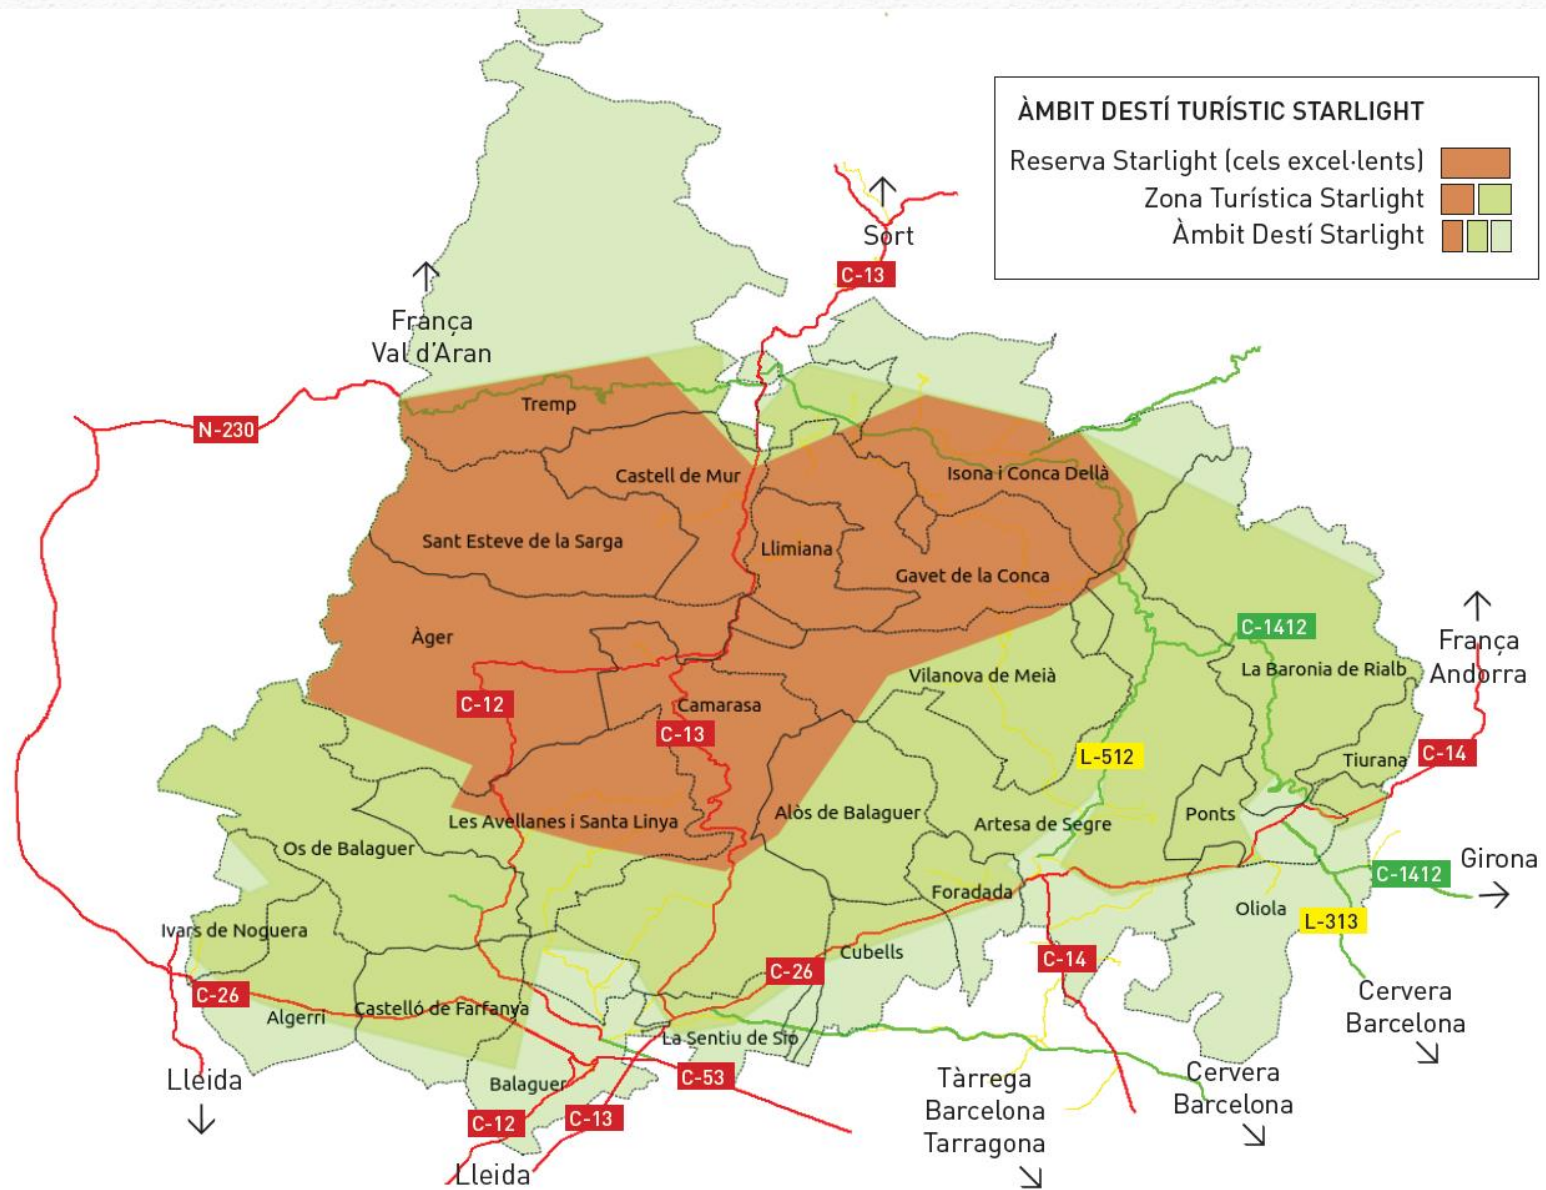 ÀMBIT DESTÍ TURÍSTIC STARLIGHT
Reserva Starlight (cels excel·lents)
Zona Turística Starlight
Àmbit Destí Starlight
Sort
C-13
França
Val d'Aran
N-230
Tremp
Castell de Mur
Isona i Conca Dellà
Sant Esteve de la Sarga
Llimiana
Gavet de la Conca
Àger
C-1412
França
Andorra
La Baronia de Rialb
Vilanova de Meià
C-12
Camarasa
C-13
L-512
C-14
Tiurana
Les Avellanes i Santa Linya
Alòs de Balaguer
Artesa de Segre
Ponts
Os de Balaguer
Girona
C-1412
Foradada
Oliola
L-313
Ivars de Noguera
Cubells
C-14
C-26
C-26
Algerri
Castelló de Farfanya
Cervera
Barcelona
La Sentiu de Sió
Lleida
Balaguer
C-53
Tàrrega
Barcelona
Tarragona
Cervera
Barcelona
C-12
C-13
Lleida